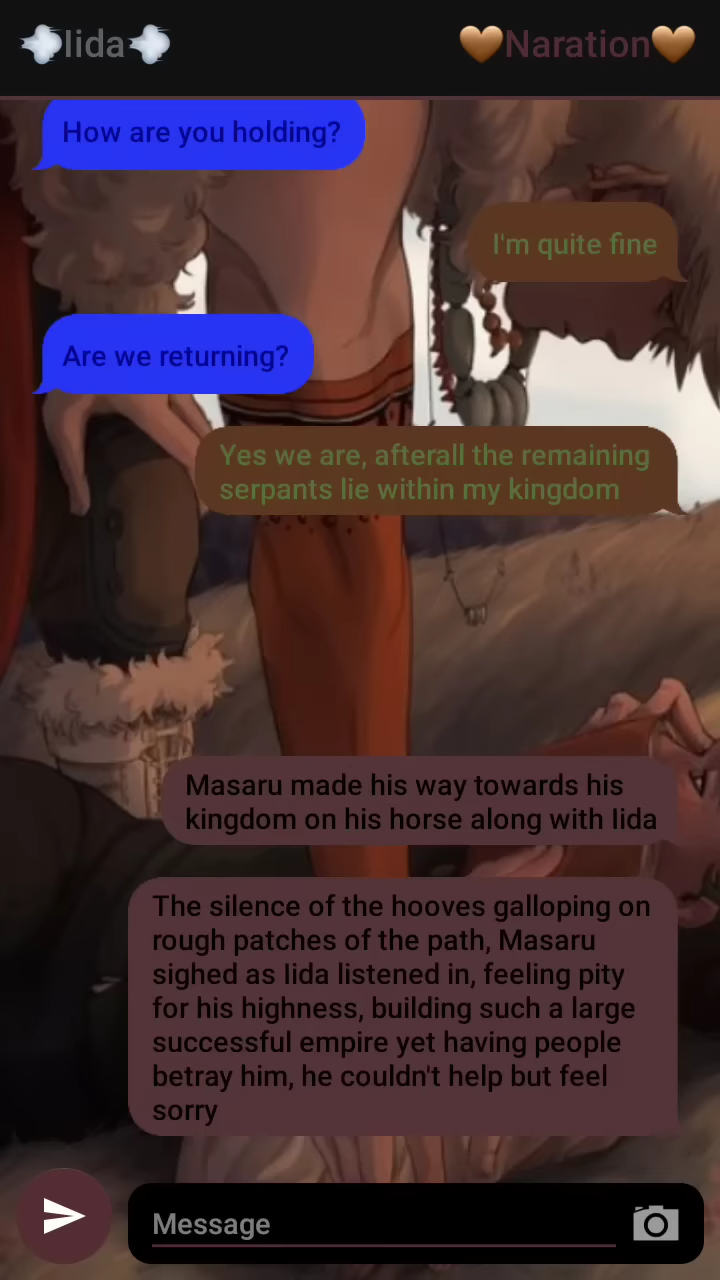 Iida
Naration
How are you holding?
I'm quite fine
Are we returning?
Yes we are, afterall the remaining
serpants lie within my kingdom
Masaru made his way towards his
kingdom on his horse along with Iida
The silence of the hooves galloping on
rough patches of the path, Masaru
sighed as Iida listened in, feeling pity
for his highness, building such a large
successful empire yet having people
betray him, he couldn't help but feel
sorry
Message